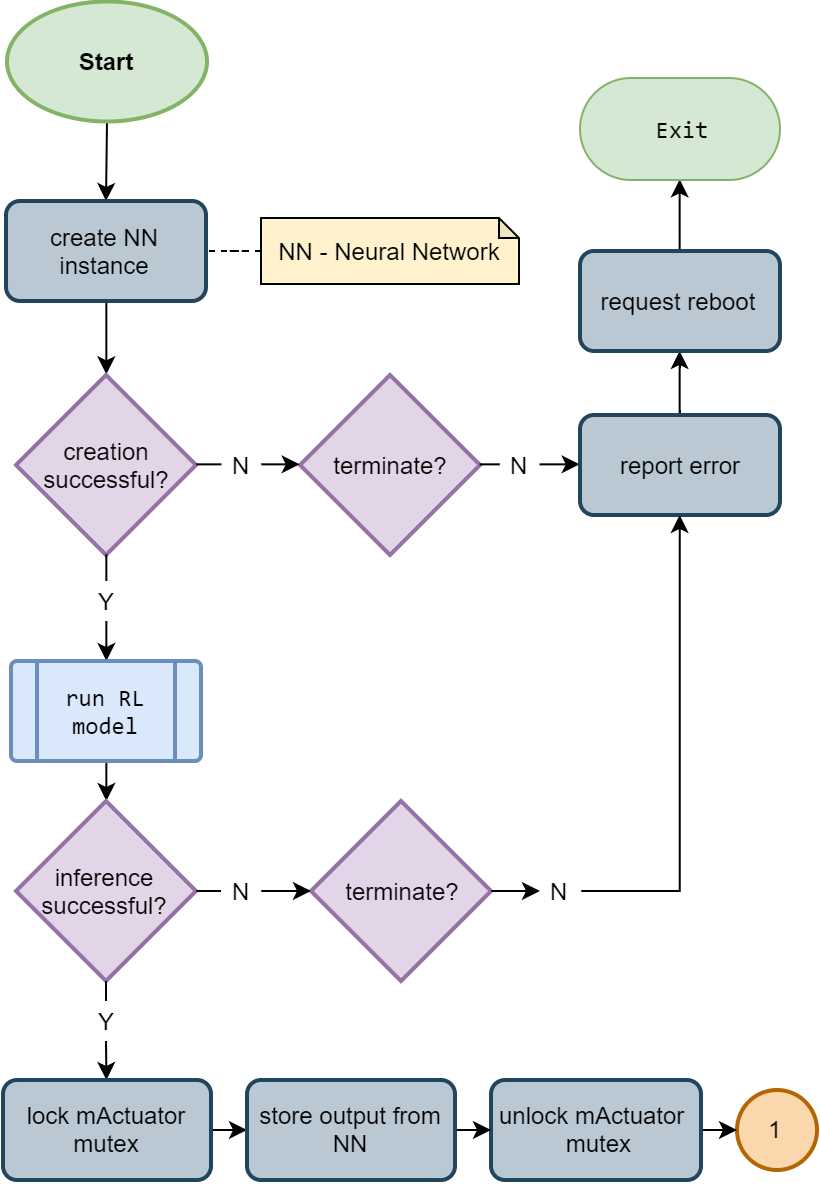 Start
Exit
create NN
instance
NN - Neural Network
request reboot
creation
successful?
N
terminate?
N
report error
Y
run RL
model
inference
successful?
N
terminate?
N
Y
lock mActuator
mutex
store output from
NN
unlock mActuator
mutex
1